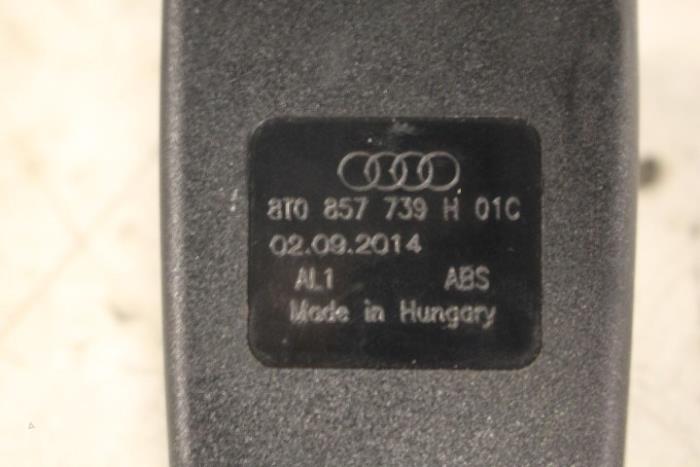 8T0 857 739 H 01C
02.09.2014
AL1 ABS
Made in Hungary